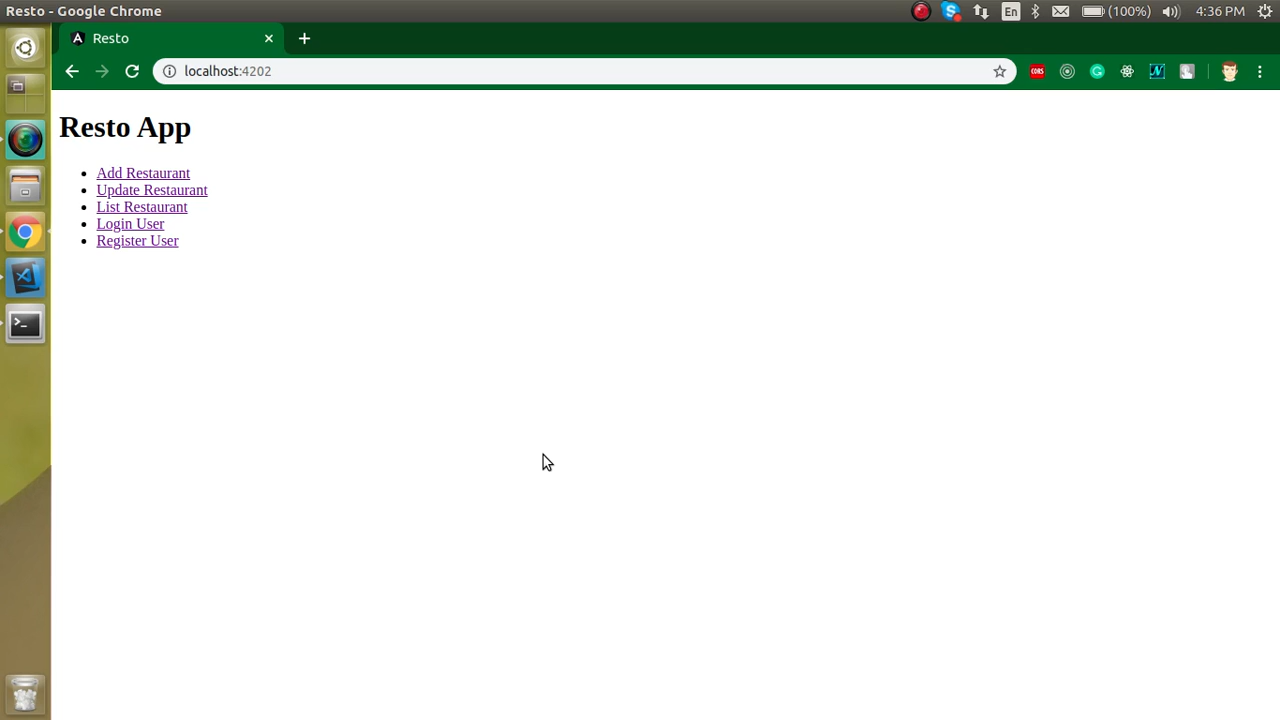 Resto - Google Chrome
En
(100%)
4:36 PM
Resto
localhost:4202
CORS
N
Resto App
Add Restaurant
Update Restaurant
List Restaurant
Login User
Register User